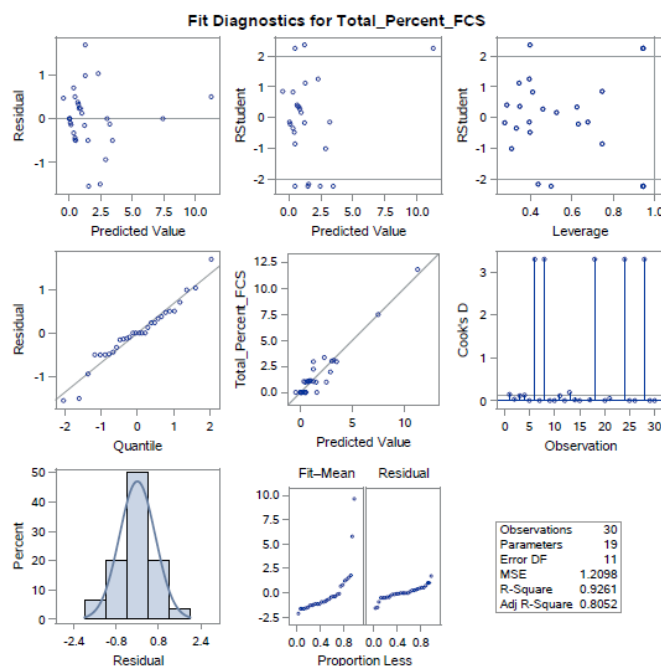 Fit Diagnostics for Total_Percent_FCS
Residual
1
0
-1
0.0 2.5 5.0 7.5 10.0
Predicted Value
RStudent
2
1
0
-1
-2
0.0 2.5 5.0 7.5 10.0
Predicted Value
RStudent
2
1
0
-1
-2
0.4 0.6 0.8 1.0
Leverage
Residual
1
0
-1
-2 -1 0 1 2
Quantile
Total_Percent_FCS
12.5
10.0
7.5
5.0
2.5
0.0
0 5 10
Predicted Value
Cook's D
3
2
1
0
0 5 10 15 20 25 30
Observation
Percent
50
40
30
20
10
0
-2.4 -0.8 0.8 2.4
Residual
Fit–Mean Residual
10.0
7.5
5.0
2.5
0.0
-2.5
0.0 0.4 0.8 0.0 0.4 0.8
Proportion Less
Observations 30
Parameters 19
Error DF 11
MSE 1.2098
R-Square 0.9261
Adj R-Square 0.8052